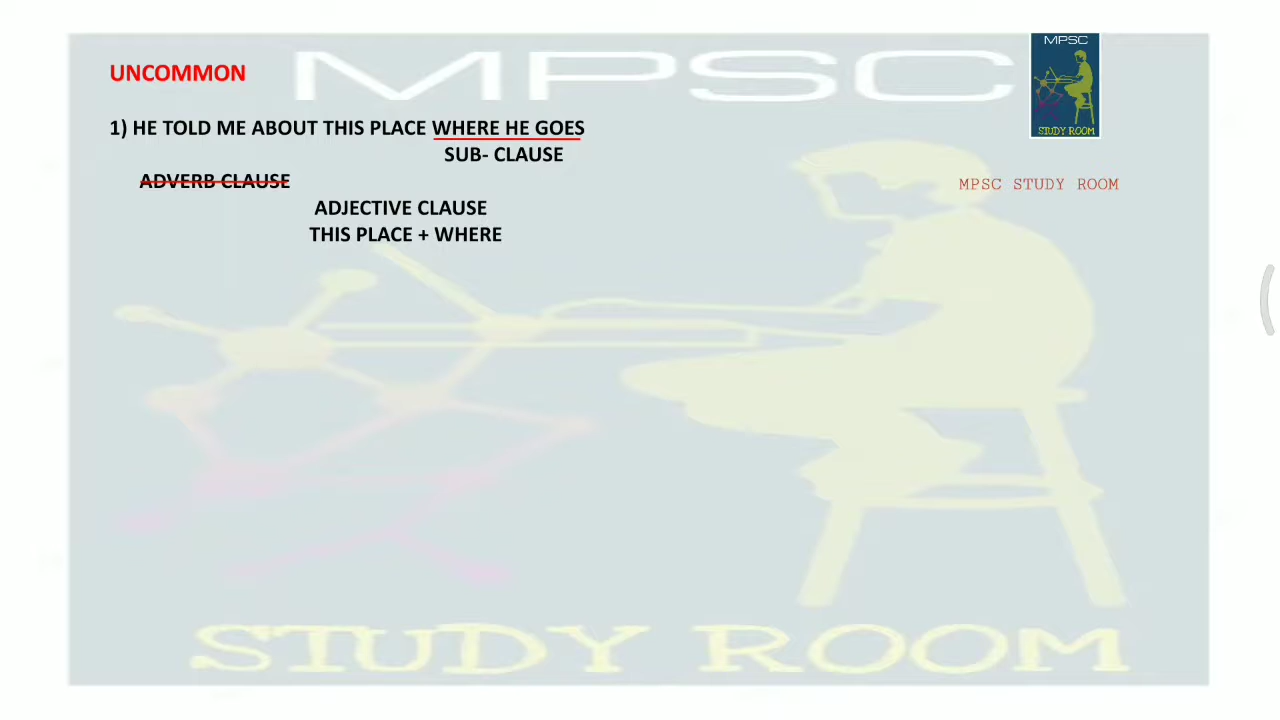 MPSC
UNCOMMON
MPSC
1) HE TOLD ME ABOUT THIS PLACE WHERE HE GOES
STUDY ROOM
SUB- CLAUSE
ADVERB CLAUSE
MPSC STUDY ROOM
ADJECTIVE CLAUSE
THIS PLACE + WHERE
STUDY ROOM